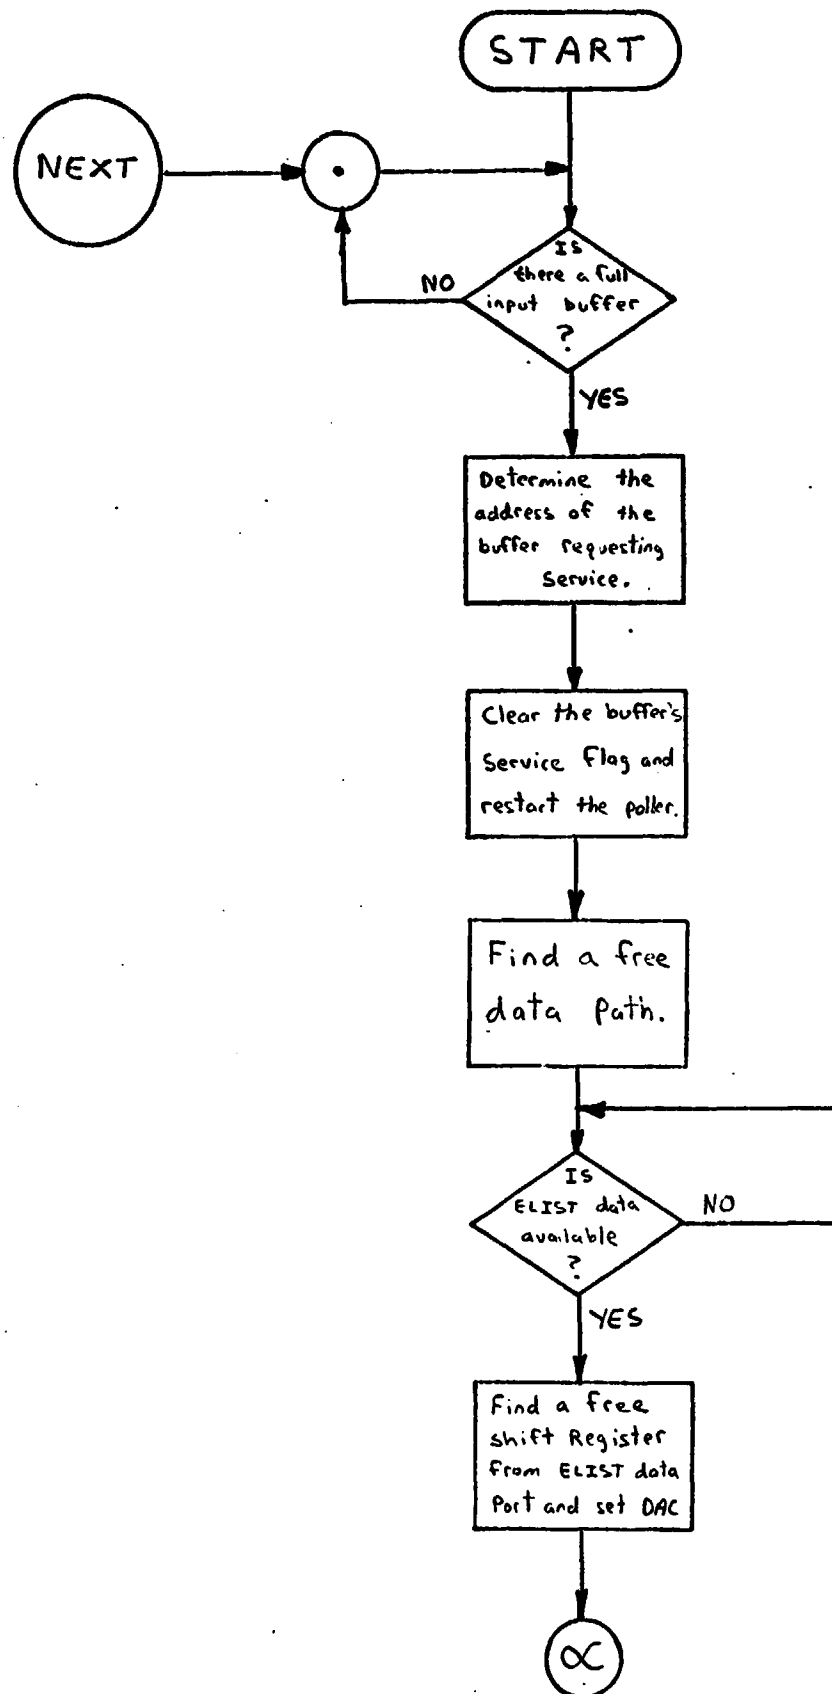 START
NEXT
IS
there a full
input buffer
?
NO
YES
Determine the
address of the
buffer requesting
Service.
Clear the buffer's
Service Flag and
restart the poller.
Find a free
data Path.
IS
ELIST data
available
?
NO
YES
Find a free
shift Register
from ELIST data
Port and set DAC
∝